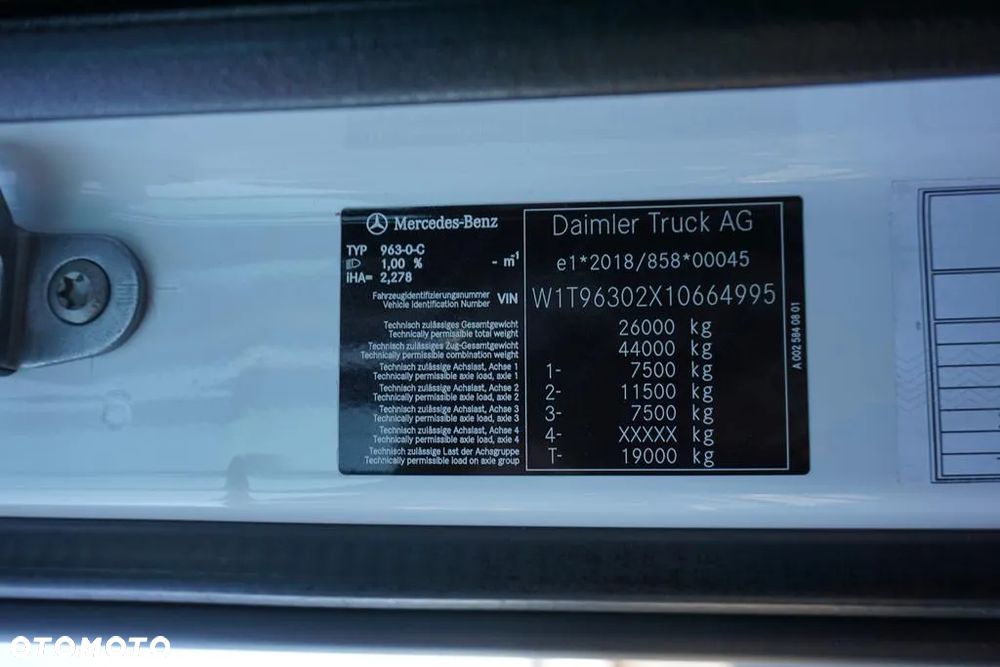 Mercedes-Benz
TYP 963-0-C
1,00 % - m⁻¹
iHA= 2,278
Fahrzeugidentifizierungsnummer
Vehicle Identification Number VIN
Daimler Truck AG
e1*2018/858*00045
W1T96302X10664995
Technisch zulässiges Gesamtgewicht
Technically permissible total weight
26000 kg
Technisch zulässiges Zug-Gesamtgewicht
Technically permissible combination weight
44000 kg
Technisch zulässige Achslast, Achse 1
Technically permissible axle load, axle 1
1- 7500 kg
Technisch zulässige Achslast, Achse 2
Technically permissible axle load, axle 2
2- 11500 kg
Technisch zulässige Achslast, Achse 3
Technically permissible axle load, axle 3
3- 7500 kg
Technisch zulässige Achslast, Achse 4
Technically permissible axle load, axle 4
4- XXXXX kg
Technisch zulässige Last der Achsgruppe
Technically permissible load on axle group
T- 19000 kg
A 002 584 08 01
OTOMOTO